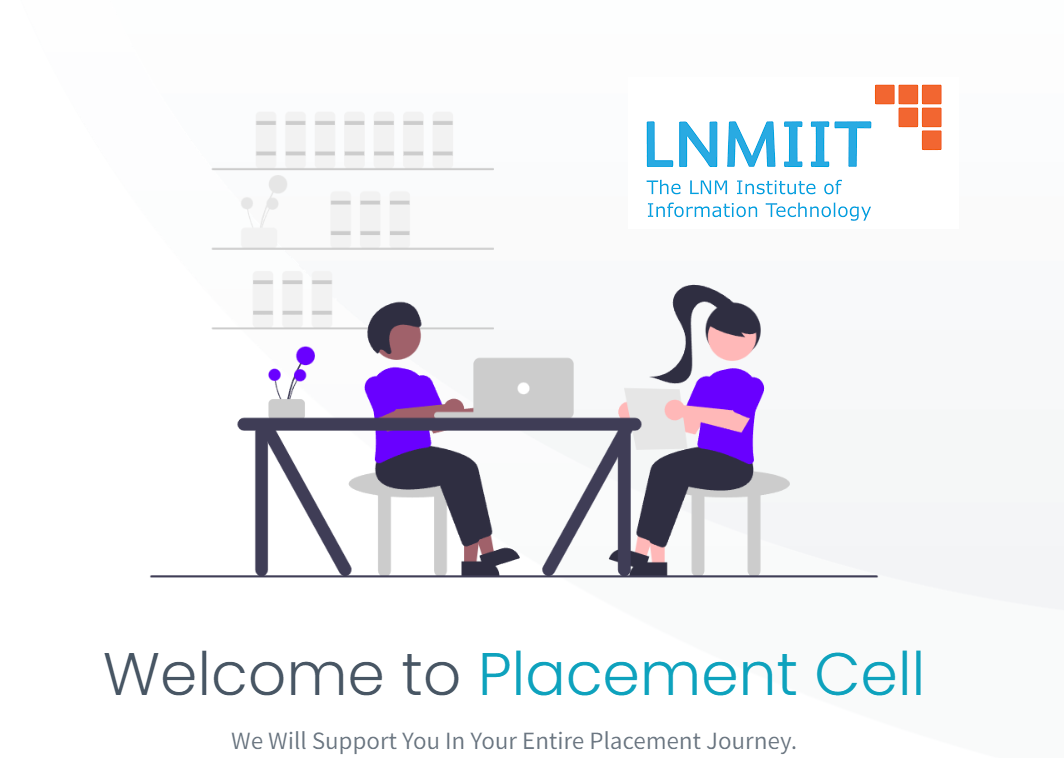 LNMIIT
The LNM Institute of
Information Technology
Welcome to Placement Cell
We Will Support You In Your Entire Placement Journey.